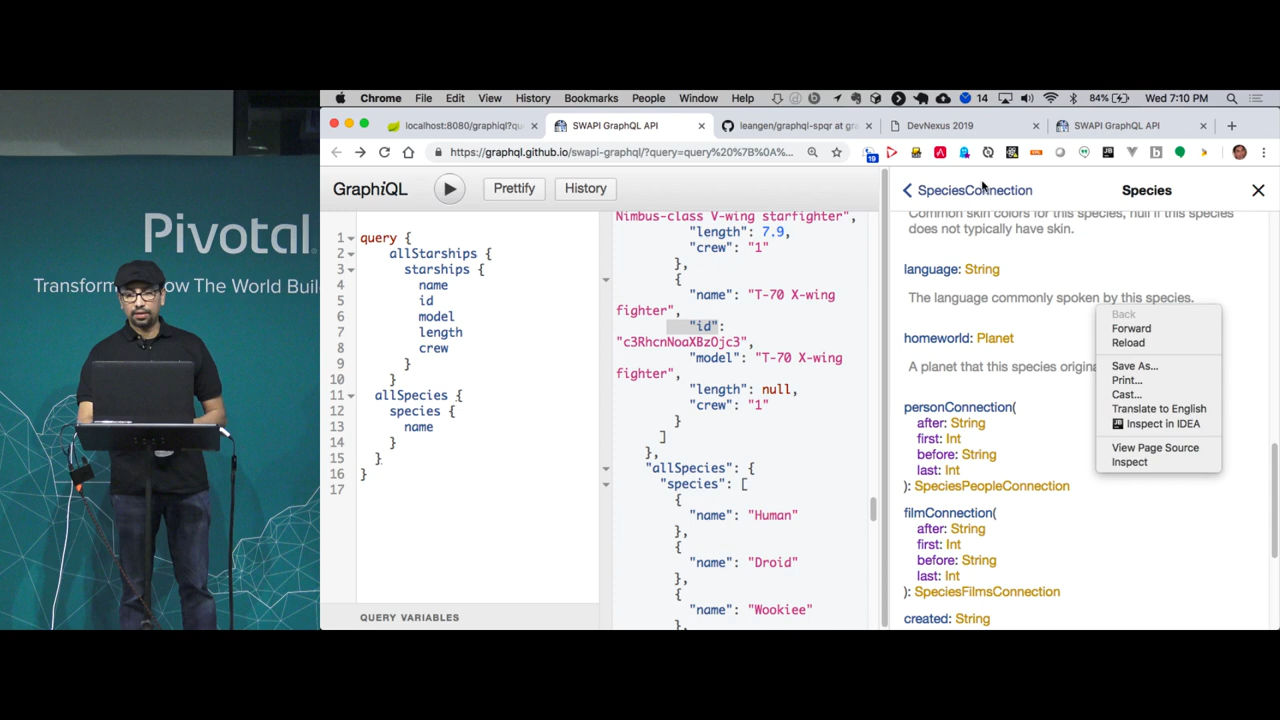 Pivotal.
Transform
ow The World Buil
Chrome File Edit View History Bookmarks People Window Help 14 84% Wed 7:10 PM
localhost:8080/graphiql?qu
SWAPI GraphQL API
leangen/graphql-spqr at gra
DevNexus 2019
SWAPI GraphQL API
https://graphql.github.io/swapi-graphql/?query=query%20%7B%0A%...
19
GraphiQL
Prettify
History
SpeciesConnection
Species
1 query {
2 allStarships {
3 starships {
4 name
5 id
6 model
7 length
8 crew
9 }
10 }
11 allSpecies {
12 species {
13 name
14 }
15 }
16 }
17
QUERY VARIABLES
Nimbus-class V-wing starfighter",
"length": 7.9,
"crew": "1"
},
{
"name": "T-70 X-wing
fighter",
"id":
"c3RhcnNoaXBzOjc3",
"model": "T-70 X-wing
fighter",
"length": null,
"crew": "1"
}
]
},
"allSpecies": {
"species": [
{
"name": "Human"
},
{
"name": "Droid"
},
{
"name": "Wookiee"
},
Common skin colors for this species, null if this species
does not typically have skin.
language: String
The language commonly spoken by this species.
homeworld: Planet
A planet that this species origina
personConnection(
after: String
first: Int
before: String
last: Int
): SpeciesPeopleConnection
filmConnection(
after: String
first: Int
before: String
last: Int
): SpeciesFilmsConnection
created: String
Back
Forward
Reload
Save As...
Print...
Cast...
Translate to English
Inspect in IDEA
View Page Source
Inspect